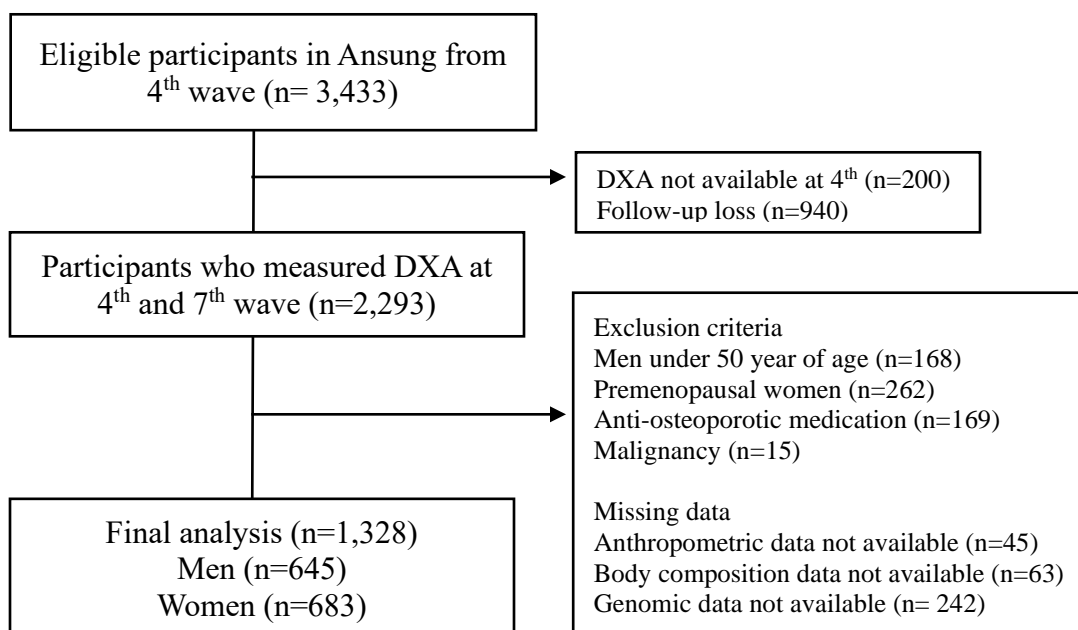 Eligible participants in Ansung from
4th wave (n= 3,433)
DXA not available at 4th (n=200)
Follow-up loss (n=940)
Participants who measured DXA at
4th and 7th wave (n=2,293)
Exclusion criteria
Men under 50 year of age (n=168)
Premenopausal women (n=262)
Anti-osteoporotic medication (n=169)
Malignancy (n=15)
Missing data
Anthropometric data not available (n=45)
Body composition data not available (n=63)
Genomic data not available (n= 242)
Final analysis (n=1,328)
Men (n=645)
Women (n=683)